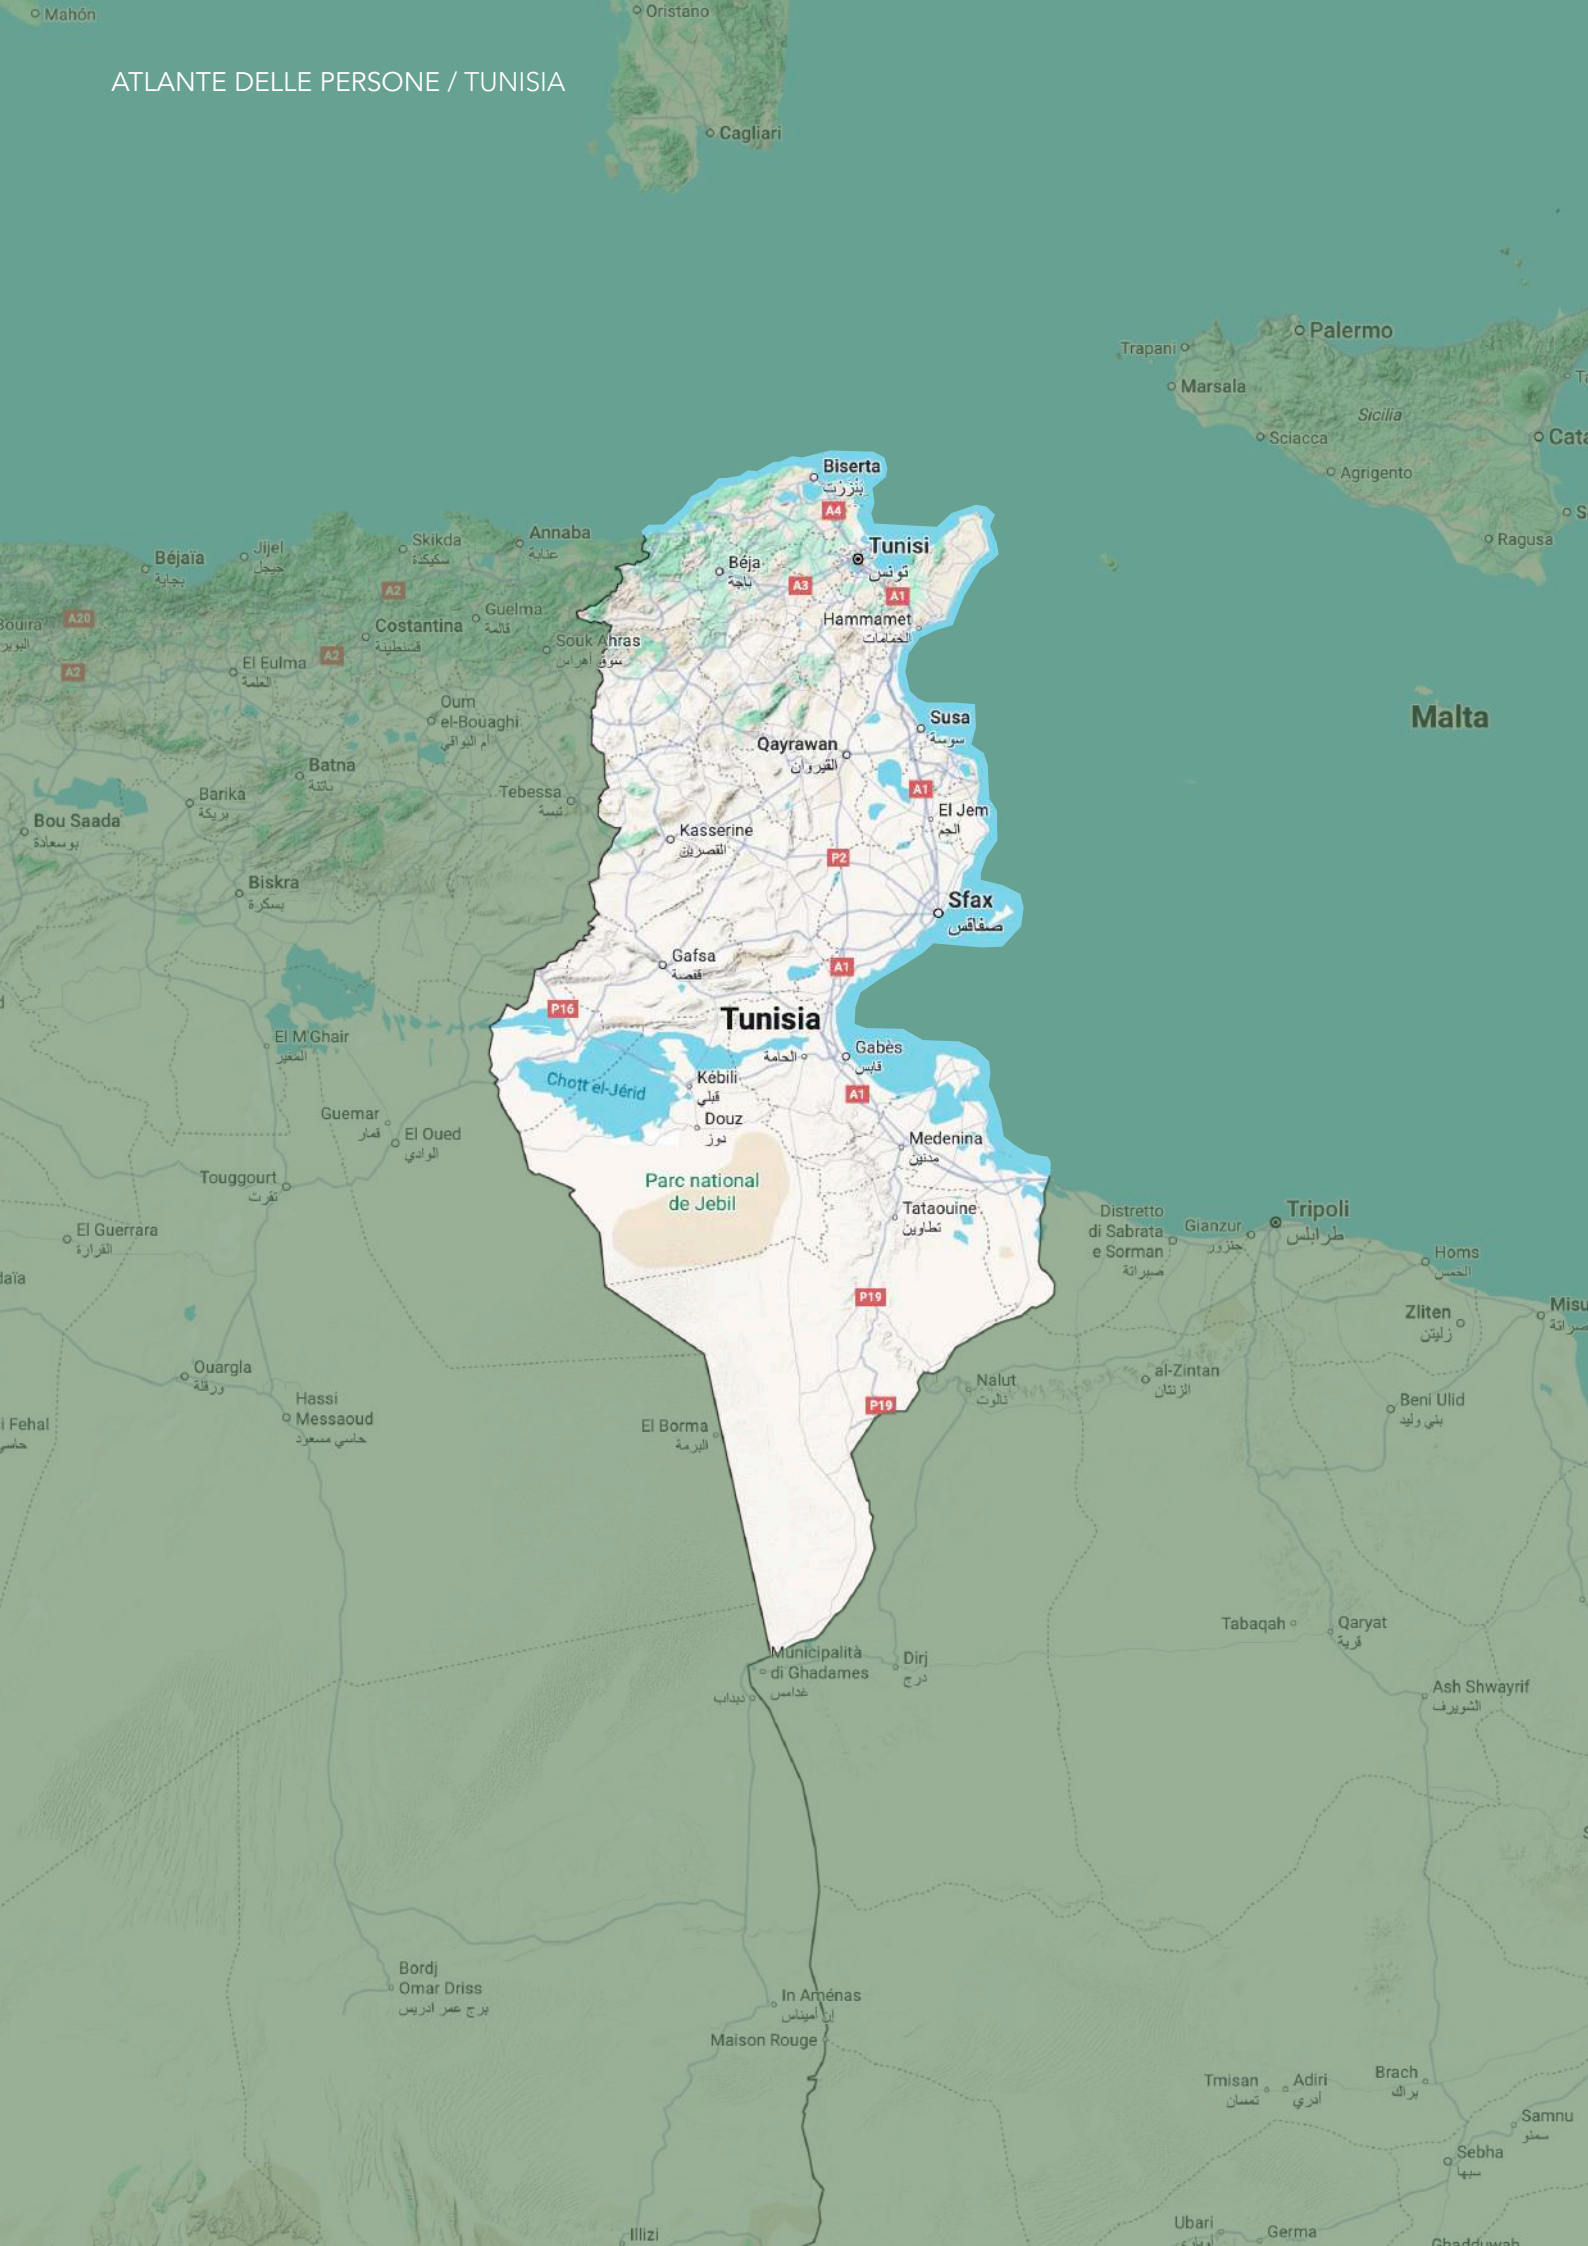 Mahón
Oristano
ATLANTE DELLE PERSONE / TUNISIA
Cagliari
Palermo
Trapani
Marsala
Sicilia
Sciacca
Agrigento
Ragusa
Biserta
بنزرت
A4
Tunisi
تونس
Béja
باجة
A3
A1
Hammamet
الحمامات
Annaba
عنابة
Skikda
سكيكدة
Jijel
جيجل
Béjaïa
بجاية
A2
A20
Guelma
قالمة
Costantina
قسنطينة
Souk Ahras
سوق أهراس
A2
A2
El Eulma
العلمة
Oum
el-Bouaghi
أم البواقي
Susa
سوسة
Malta
Qayrawan
القيروان
Batna
باتنة
Barika
بريكة
Tebessa
تبسة
A1
El Jem
الجم
Bou Saada
بوسعادة
Kasserine
القصرين
P2
Biskra
بسكرة
Sfax
صفاقس
Gafsa
قفصة
A1
P16
Tunisia
El M'Ghair
المغير
Gabès
قابس
الحامة
Chott el-Jérid
Kébili
قبلي
A1
Guemar
قمار
El Oued
الوادي
Douz
دوز
Medenina
مدنين
Parc national
de Jebil
Touggourt
تقرت
Tataouine
تطاوين
El Guerrara
القرارة
Distretto
di Sabrata
e Sorman
صبراتة
Gianzur
جنزور
Tripoli
طرابلس
Homs
الخمس
P19
Zliten
زليتن
Ouargla
ورقلة
Nalut
نالوت
al-Zintan
الزنتان
Hassi
Messaoud
حاسي مسعود
P19
Beni Ulid
بني وليد
El Borma
البرمة
Tabaqah
Qaryat
قرية
Municipalità
di Ghadames
غدامس
دبداب
Dirj
درج
Ash Shwayrif
الشويرف
Bordj
Omar Driss
برج عمر ادريس
In Aménas
إن أميناس
Maison Rouge
Tmisan
تمسان
Adiri
أدري
Brach
براك
Samnu
سمنو
Sebha
سبها
Ubari
Germa
Illizi